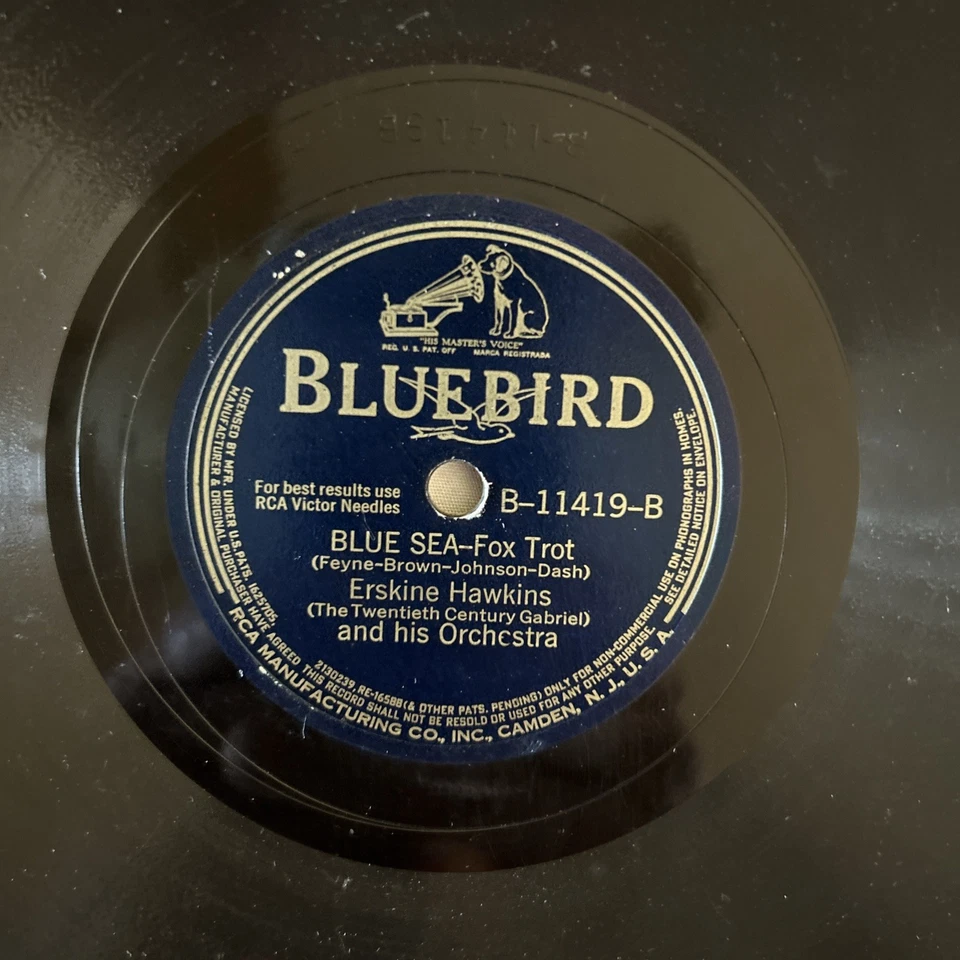 "HIS MASTER'S VOICE"
REG. U. S. PAT. OFF MARCA REGISTRADA
BLUEBIRD
For best results use
RCA Victor Needles
B-11419-B
BLUE SEA-Fox Trot
(Feyne-Brown-Johnson-Dash)
Erskine Hawkins
(The Twentieth Century Gabriel)
and his Orchestra
LICENSED BY MFR. UNDER U.S. PATS. 1625705, 2130239, RE-16588 (& OTHER PATS. PENDING) ONLY FOR NON-COMMERCIAL USE ON PHONOGRAPHS IN HOMES.
MANUFACTURER & ORIGINAL PURCHASER HAVE AGREED THIS RECORD SHALL NOT BE RESOLD OR USED FOR ANY OTHER PURPOSE. SEE DETAILED NOTICE ON ENVELOPE.
RCA MANUFACTURING CO., INC., CAMDEN, N. J., U. S. A.